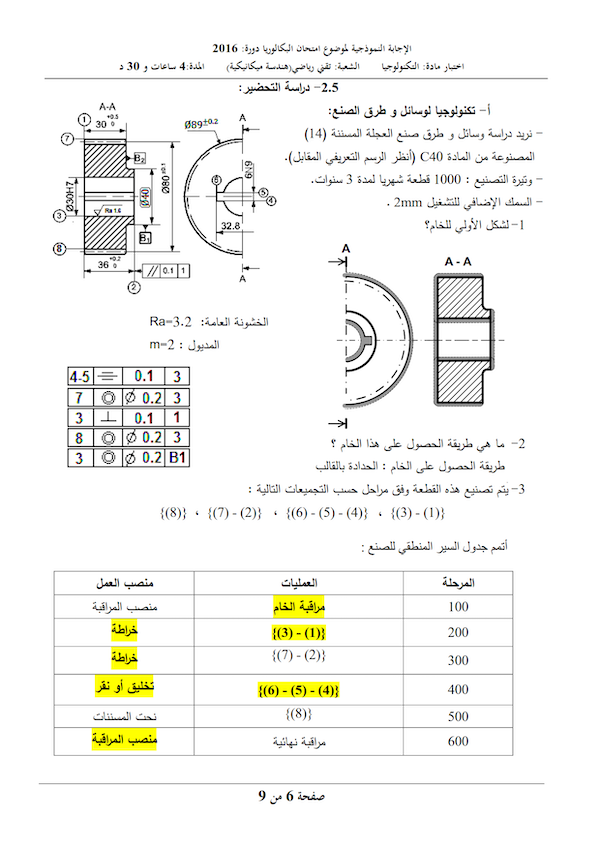 الإجابة النموذجية لموضوع امتحان البكالوريا دورة: 2016
اختبار مادة: التكنولوجيا الشعبة: تقني رياضي(هندسة ميكانيكية) المدة:4 ساعات و 30 د
2.5- دراسة التحضير:
أ- تكنولوجيا لوسائل و طرق الصنع:
- نريد دراسة وسائل و طرق صنع العجلة المسننة (14)
المصنوعة من المادة C40 (أنظر الرسم التعريفي المقابل).
- وتيرة التصنيع : 1000 قطعة شهريا لمدة 3 سنوات.
- السمك الإضافي للتشغيل 2mm .
1- لشكل الأولي للخام؟
A-A
1
30 +0.5 0
7
B2
Ø30H7
Ø40
Ø80 ±0.1
3
Ra 1.6
8
B1
36 +0.2 0
// 0.1 1
2
Ø89±0.2
A
6N9
6
5
4
32.8
A
A
A - A
A
الخشونة العامة: Ra=3.2
المديول : m=2
4-5 ⌯ 0.1 3
7 ◎ Ø 0.2 3
3 ⊥ 0.1 1
8 ◎ Ø 0.2 3
3 ◎ Ø 0.2 B1
2- ما هي طريقة الحصول على هذا الخام ؟
طريقة الحصول على الخام : الحدادة بالقالب
3- يتم تصنيع هذه القطعة وفق مراحل حسب التجميعات التالية :
{(1) - (3)} ، {(4) - (5) - (6)} ، {(2) - (7)} ، {(8)}
أتمم جدول السير المنطقي للصنع :
المرحلة العمليات منصب العمل
100 مراقبة الخام منصب المراقبة
200 {(1) - (3)} خراطة
300 {(2) - (7)} خراطة
400 {(4) - (5) - (6)} تخليق أو نقر
500 {(8)} نحت المسننات
600 مراقبة نهائية منصب المراقبة
صفحة 6 من 9